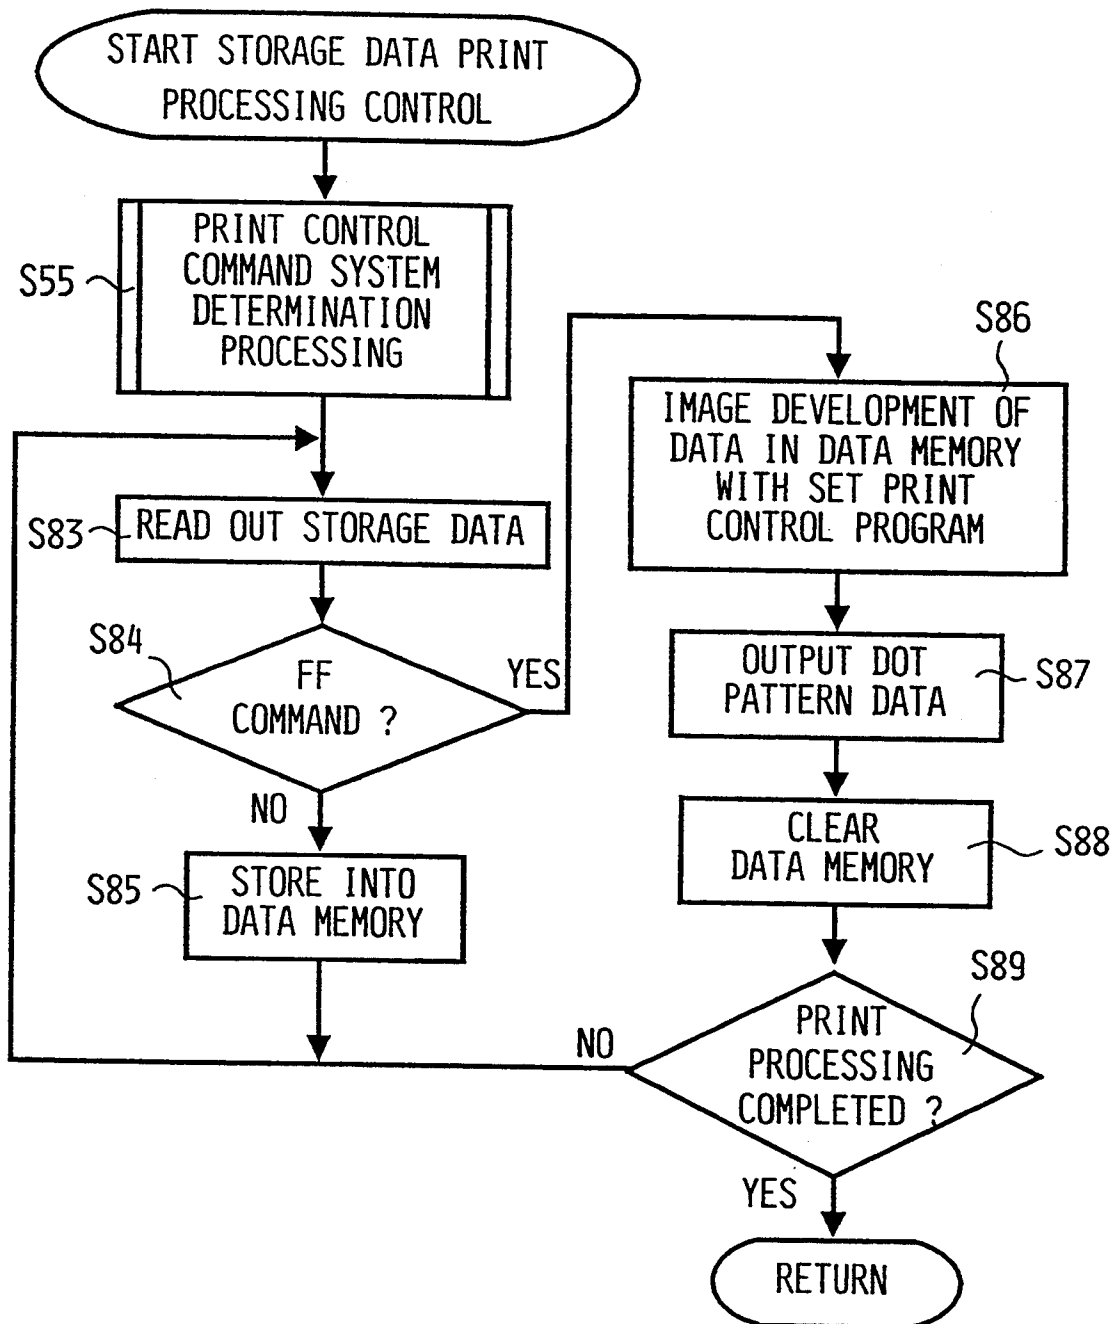 START STORAGE DATA PRINT
PROCESSING CONTROL
S55
PRINT CONTROL
COMMAND SYSTEM
DETERMINATION
PROCESSING
S83
READ OUT STORAGE DATA
S84
FF
COMMAND ?
YES
NO
S85
STORE INTO
DATA MEMORY
S86
IMAGE DEVELOPMENT OF
DATA IN DATA MEMORY
WITH SET PRINT
CONTROL PROGRAM
OUTPUT DOT
PATTERN DATA
S87
CLEAR
DATA MEMORY
S88
S89
PRINT
PROCESSING
COMPLETED ?
NO
YES
RETURN